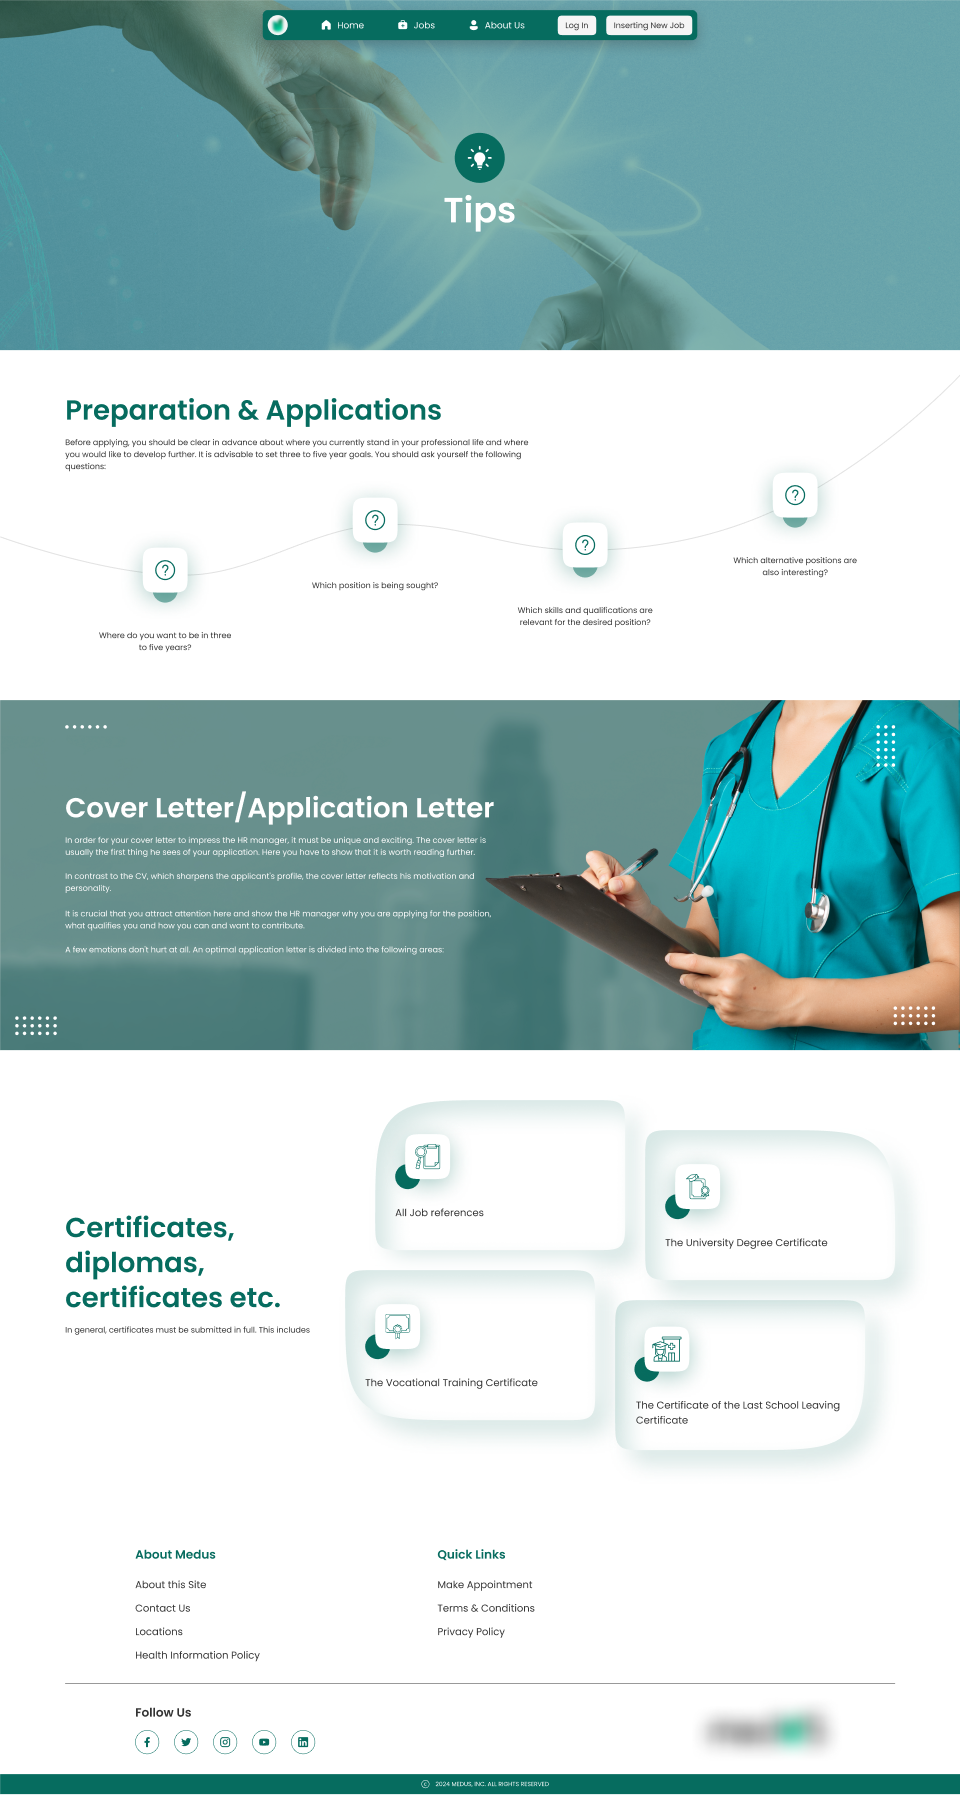 Home
Jobs
About Us
Log In
Inserting New Job
Tips
Preparation & Applications
Before applying, you should be clear in advance about where you currently stand in your professional life and where
you would like to develop further. It is advisable to set three to five year goals. You should ask yourself the following
questions:
Where do you want to be in three
to five years?
Which position is being sought?
Which skills and qualifications are
relevant for the desired position?
Which alternative positions are
also interesting?
Cover Letter/Application Letter
In order for your cover letter to impress the HR manager, it must be unique and exciting. The cover letter is
usually the first thing he sees of your application. Here you have to show that it is worth reading further.
In contrast to the CV, which sharpens the applicant's profile, the cover letter reflects his motivation and
personality.
It is crucial that you attract attention here and show the HR manager why you are applying for the position,
what qualifies you and how you can and want to contribute.
A few emotions don't hurt at all. An optimal application letter is divided into the following areas:
Certificates,
diplomas,
certificates etc.
In general, certificates must be submitted in full. This includes
All Job references
The University Degree Certificate
The Vocational Training Certificate
The Certificate of the Last School Leaving
Certificate
About Medus
About this Site
Contact Us
Locations
Health Information Policy
Quick Links
Make Appointment
Terms & Conditions
Privacy Policy
Follow Us
© 2024 MEDUS, INC. ALL RIGHTS RESERVED